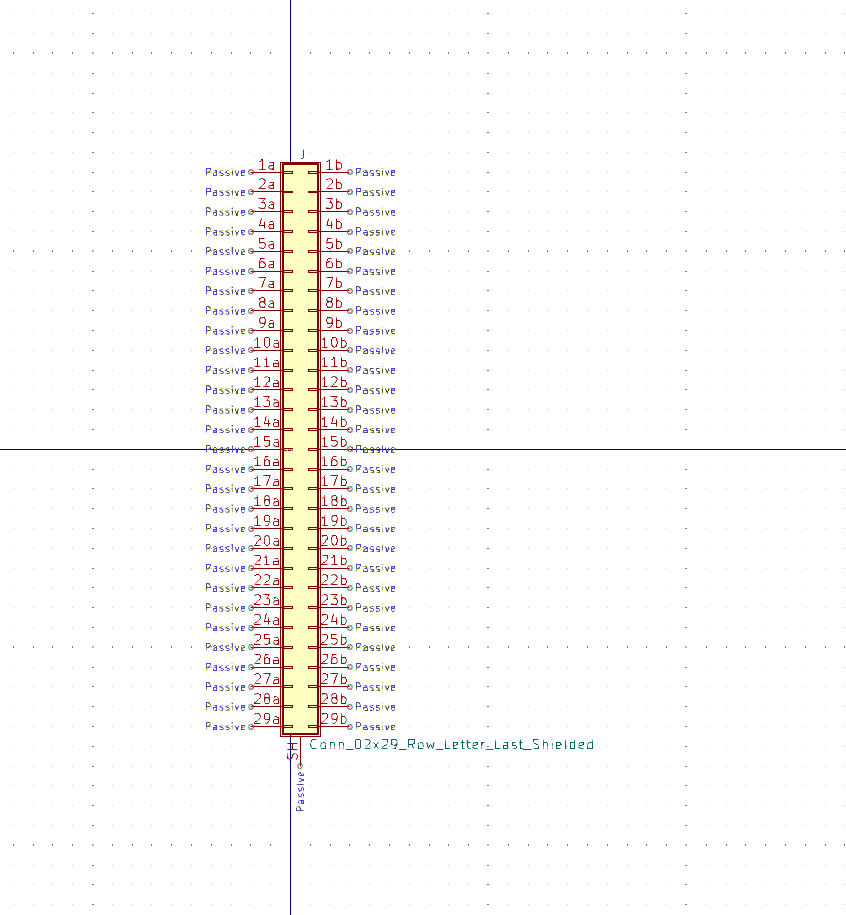 J
Passive 1a 1b Passive
Passive 2a 2b Passive
Passive 3a 3b Passive
Passive 4a 4b Passive
Passive 5a 5b Passive
Passive 6a 6b Passive
Passive 7a 7b Passive
Passive 8a 8b Passive
Passive 9a 9b Passive
Passive 10a 10b Passive
Passive 11a 11b Passive
Passive 12a 12b Passive
Passive 13a 13b Passive
Passive 14a 14b Passive
Passive 15a 15b Passive
Passive 16a 16b Passive
Passive 17a 17b Passive
Passive 18a 18b Passive
Passive 19a 19b Passive
Passive 20a 20b Passive
Passive 21a 21b Passive
Passive 22a 22b Passive
Passive 23a 23b Passive
Passive 24a 24b Passive
Passive 25a 25b Passive
Passive 26a 26b Passive
Passive 27a 27b Passive
Passive 28a 28b Passive
Passive 29a 29b Passive
SH Conn_02x29_Row_Letter_Last_Shielded
Passive